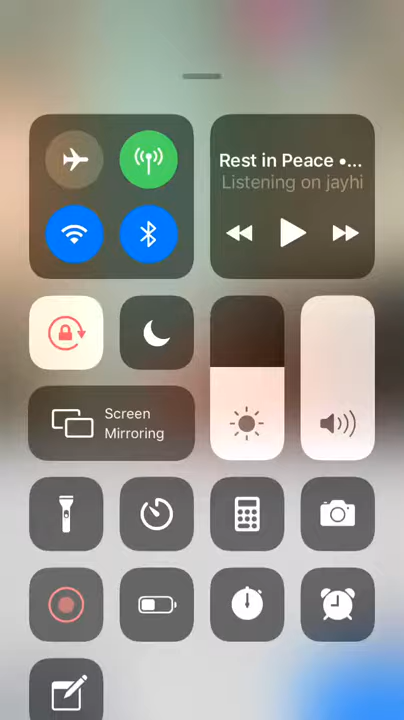 Rest in Peace •...
Listening on jayhi
Screen
Mirroring